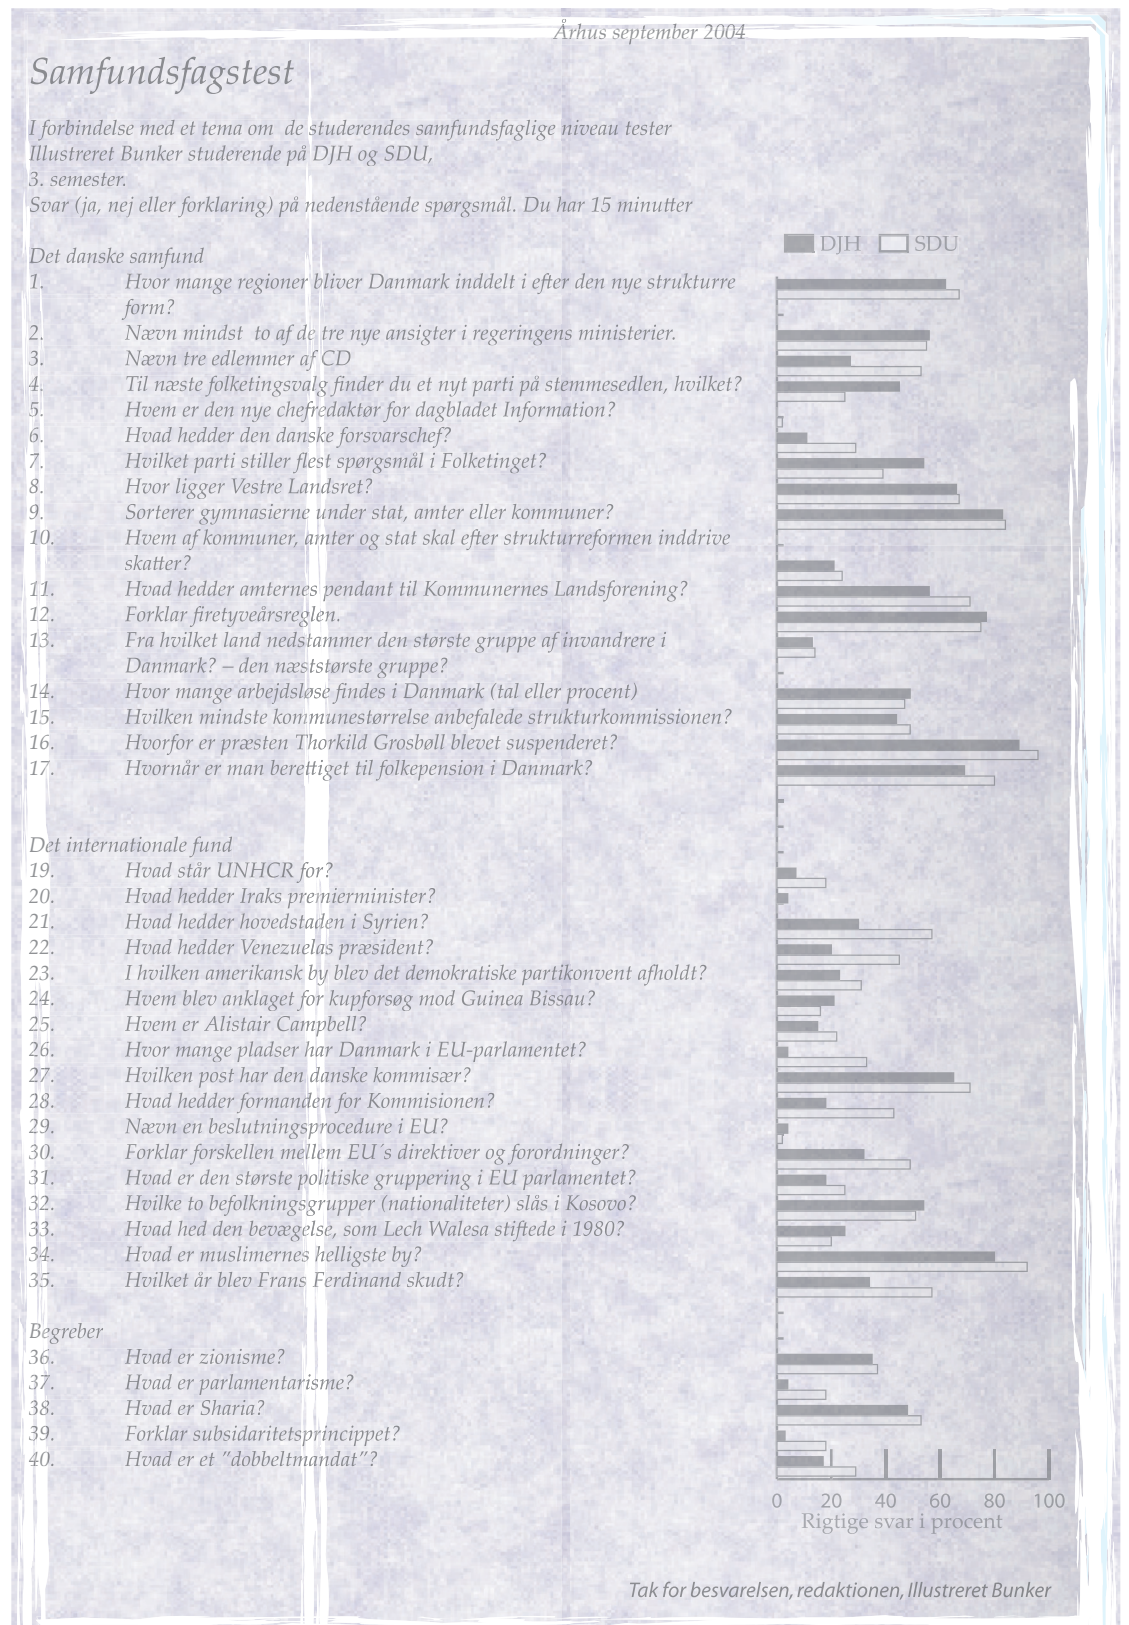 Århus september 2004
Samfundsfagstest
I forbindelse med et tema om  de studerendes samfundsfaglige niveau tester
Illustreret Bunker studerende på DJH og SDU,
3. semester.
Svar (ja, nej eller forklaring) på nedenstående spørgsmål. Du har 15 minutter
DJH SDU
Det danske samfund
1. Hvor mange regioner bliver Danmark inddelt i efter den nye strukturre
form?
2. Nævn mindst  to af de tre nye ansigter i regeringens ministerier.
3. Nævn tre edlemmer af CD
4. Til næste folketingsvalg finder du et nyt parti på stemmesedlen, hvilket?
5. Hvem er den nye chefredaktør for dagbladet Information?
6. Hvad hedder den danske forsvarschef?
7. Hvilket parti stiller flest spørgsmål i Folketinget?
8. Hvor ligger Vestre Landsret?
9. Sorterer gymnasierne under stat, amter eller kommuner?
10. Hvem af kommuner, amter og stat skal efter strukturreformen inddrive
skatter?
11. Hvad hedder amternes pendant til Kommunernes Landsforening?
12. Forklar firetyveårsreglen.
13. Fra hvilket land nedstammer den største gruppe af invandrere i
Danmark? – den næststørste gruppe?
14. Hvor mange arbejdsløse findes i Danmark (tal eller procent)
15. Hvilken mindste kommunestørrelse anbefalede strukturkommissionen?
16. Hvorfor er præsten Thorkild Grosbøll blevet suspenderet?
17. Hvornår er man berettiget til folkepension i Danmark?
Det internationale fund
19. Hvad står UNHCR for?
20. Hvad hedder Iraks premierminister?
21. Hvad hedder hovedstaden i Syrien?
22. Hvad hedder Venezuelas præsident?
23. I hvilken amerikansk by blev det demokratiske partikonvent afholdt?
24. Hvem blev anklaget for kupforsøg mod Guinea Bissau?
25. Hvem er Alistair Campbell?
26. Hvor mange pladser har Danmark i EU-parlamentet?
27. Hvilken post har den danske kommisær?
28. Hvad hedder formanden for Kommisionen?
29. Nævn en beslutningsprocedure i EU?
30. Forklar forskellen mellem EU´s direktiver og forordninger?
31. Hvad er den største politiske gruppering i EU parlamentet?
32. Hvilke to befolkningsgrupper (nationaliteter) slås i Kosovo?
33. Hvad hed den bevægelse, som Lech Walesa stiftede i 1980?
34. Hvad er muslimernes helligste by?
35. Hvilket år blev Frans Ferdinand skudt?
Begreber
36. Hvad er zionisme?
37. Hvad er parlamentarisme?
38. Hvad er Sharia?
39. Forklar subsidaritetsprincippet?
40. Hvad er et ”dobbeltmandat”?
0 20 40 60 80 100
Rigtige svar i procent
Tak for besvarelsen, redaktionen, Illustreret Bunker